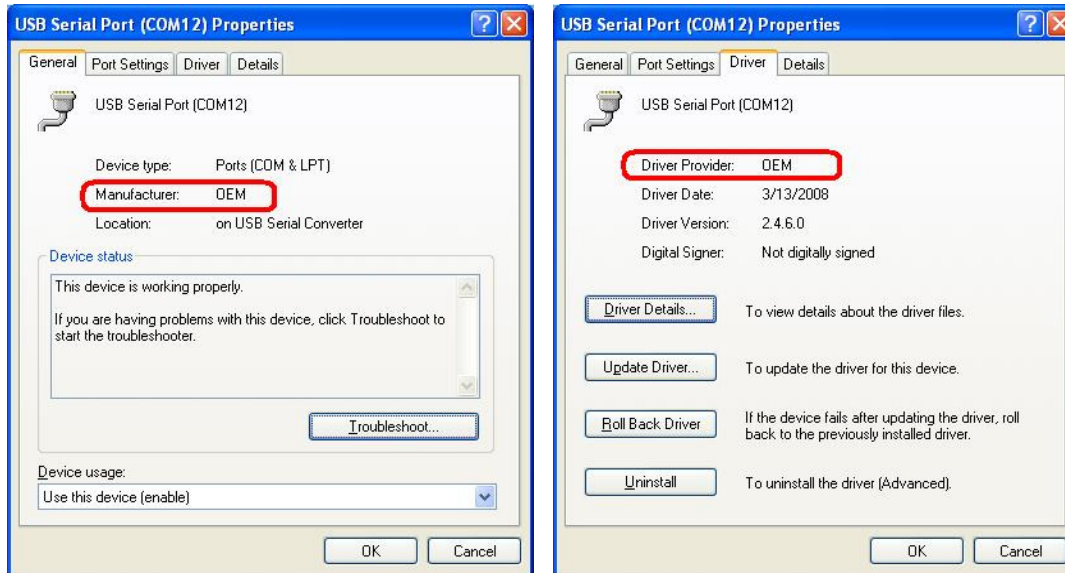 USB Serial Port (COM12) Properties
General Port Settings Driver Details
USB Serial Port (COM12)
Device type: Ports (COM & LPT)
Manufacturer: OEM
Location: on USB Serial Converter
Device status
This device is working properly.
If you are having problems with this device, click Troubleshoot to
start the troubleshooter.
Troubleshoot...
Device usage:
Use this device (enable)
OK Cancel
USB Serial Port (COM12) Properties
General Port Settings Driver Details
USB Serial Port (COM12)
Driver Provider: OEM
Driver Date: 3/13/2008
Driver Version: 2.4.6.0
Digital Signer: Not digitally signed
Driver Details... To view details about the driver files.
Update Driver... To update the driver for this device.
Roll Back Driver If the device fails after updating the driver, roll
back to the previously installed driver.
Uninstall To uninstall the driver (Advanced).
OK Cancel